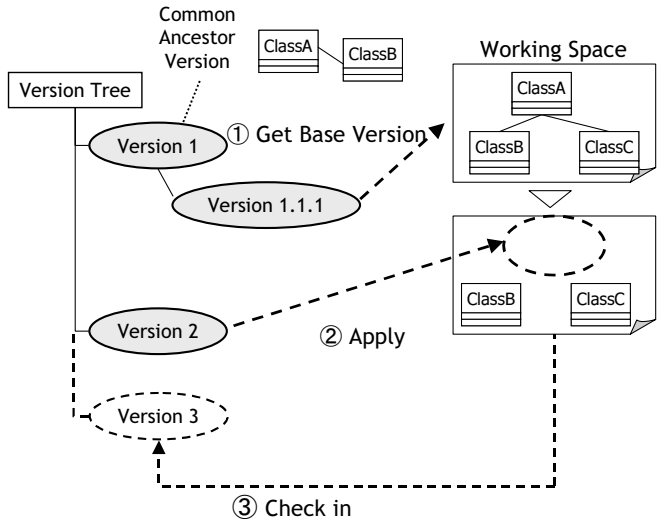 Common
Ancestor
Version
ClassA
ClassB
Working Space
Version Tree
ClassA
① Get Base Version
Version 1
ClassB
ClassC
Version 1.1.1
ClassB
ClassC
Version 2
② Apply
Version 3
③ Check in